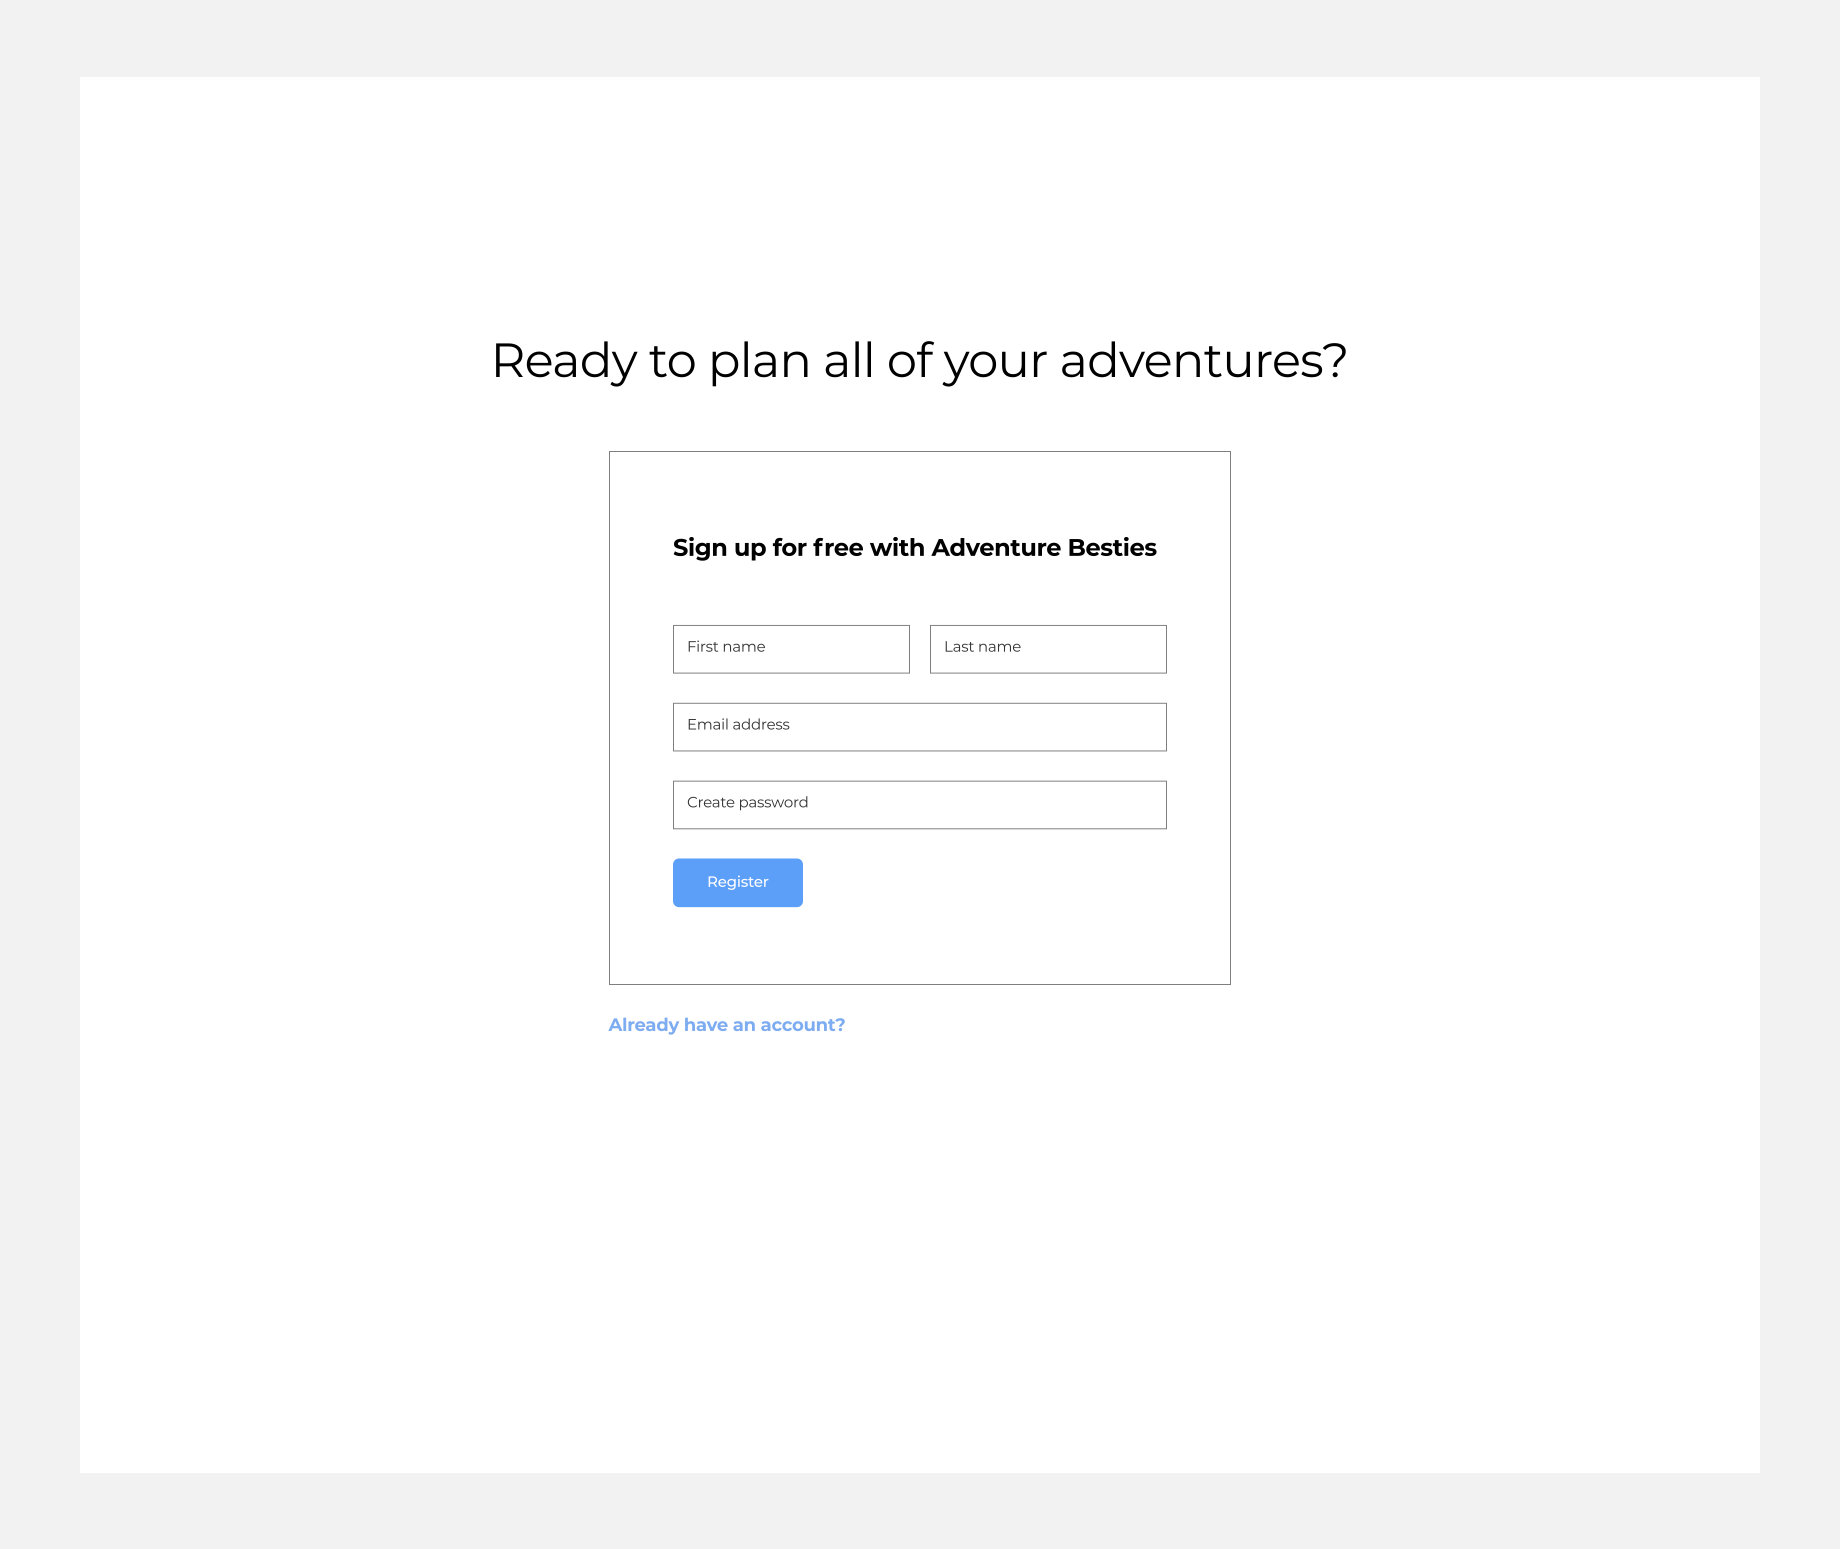 Ready to plan all of your adventures?
Sign up for free with Adventure Besties
First name
Last name
Email address
Create password
Register
Already have an account?